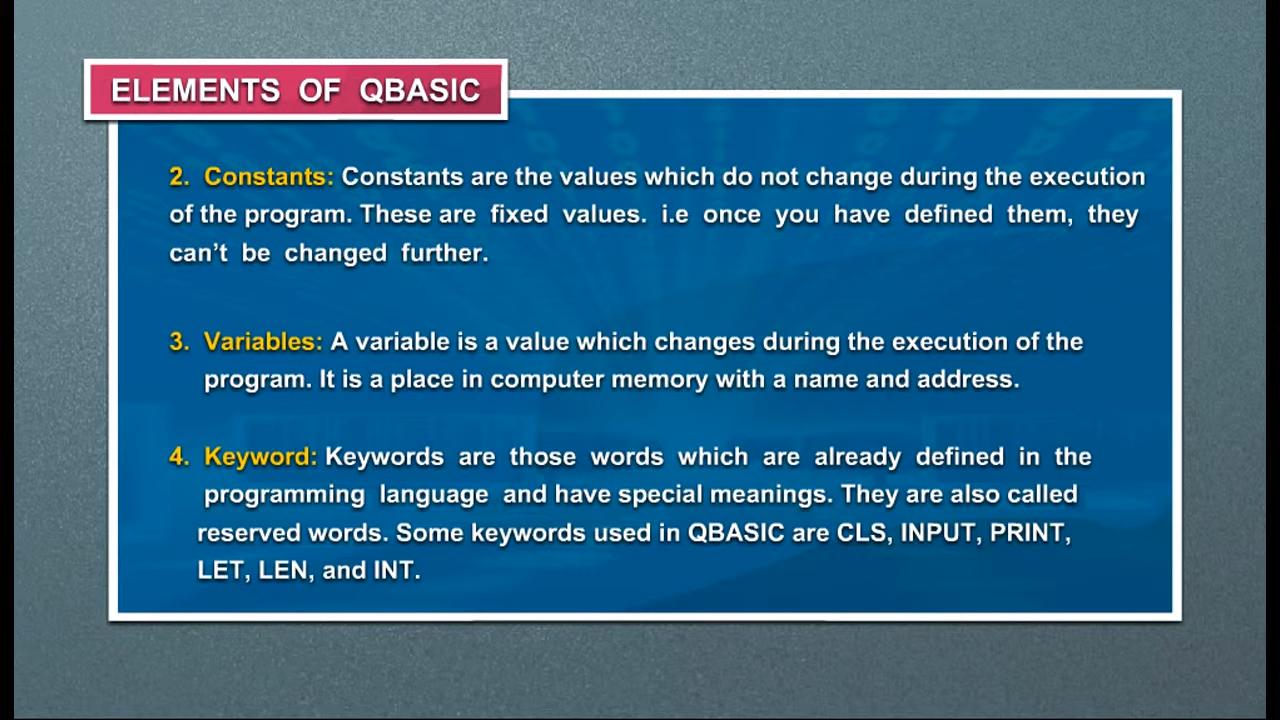 ELEMENTS OF QBASIC
2. Constants: Constants are the values which do not change during the execution
of the program. These are fixed values. i.e once you have defined them, they
can't be changed further.
3. Variables: A variable is a value which changes during the execution of the
program. It is a place in computer memory with a name and address.
4. Keyword: Keywords are those words which are already defined in the
programming language and have special meanings. They are also called
reserved words. Some keywords used in QBASIC are CLS, INPUT, PRINT,
LET, LEN, and INT.